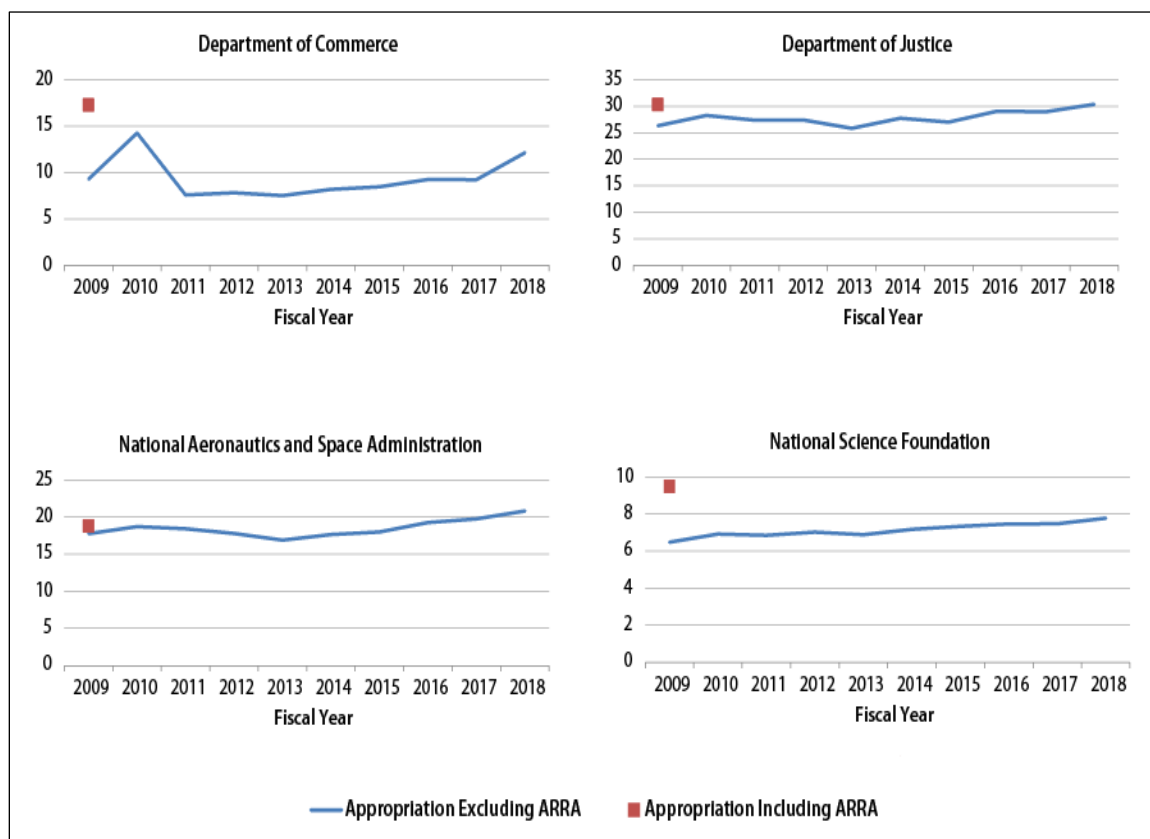 Department of Commerce
20
15
10
5
0
2009 2010 2011 2012 2013 2014 2015 2016 2017 2018
Fiscal Year
Department of Justice
35
30
25
20
15
10
5
0
2009 2010 2011 2012 2013 2014 2015 2016 2017 2018
Fiscal Year
National Aeronautics and Space Administration
25
20
15
10
5
0
2009 2010 2011 2012 2013 2014 2015 2016 2017 2018
Fiscal Year
National Science Foundation
10
8
6
4
2
0
2009 2010 2011 2012 2013 2014 2015 2016 2017 2018
Fiscal Year
Appropriation Excluding ARRA
Appropriation Including ARRA